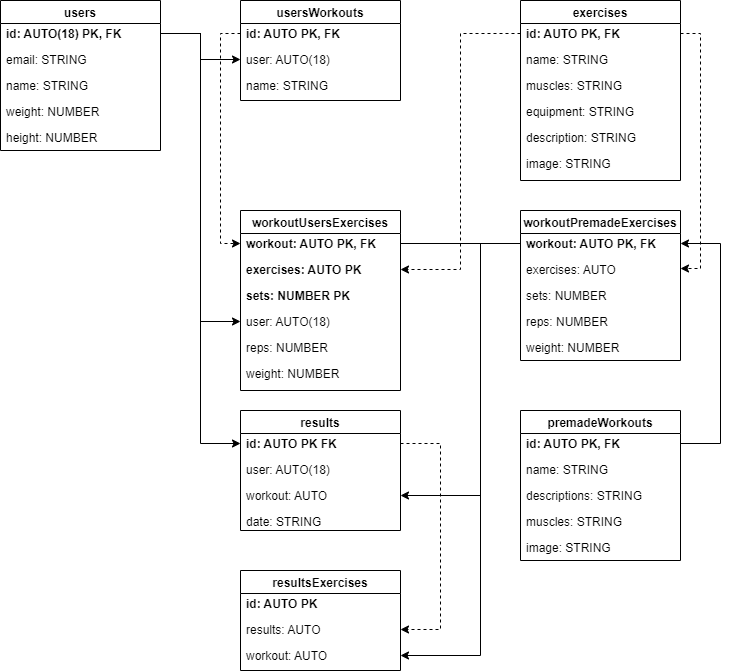 users
id: AUTO(18) PK, FK
email: STRING
name: STRING
weight: NUMBER
height: NUMBER
usersWorkouts
id: AUTO PK, FK
user: AUTO(18)
name: STRING
exercises
id: AUTO PK, FK
name: STRING
muscles: STRING
equipment: STRING
description: STRING
image: STRING
workoutUsersExercises
workout: AUTO PK, FK
exercises: AUTO PK
sets: NUMBER PK
user: AUTO(18)
reps: NUMBER
weight: NUMBER
workoutPremadeExercises
workout: AUTO PK, FK
exercises: AUTO
sets: NUMBER
reps: NUMBER
weight: NUMBER
results
id: AUTO PK FK
user: AUTO(18)
workout: AUTO
date: STRING
premadeWorkouts
id: AUTO PK, FK
name: STRING
descriptions: STRING
muscles: STRING
image: STRING
resultsExercises
id: AUTO PK
results: AUTO
workout: AUTO